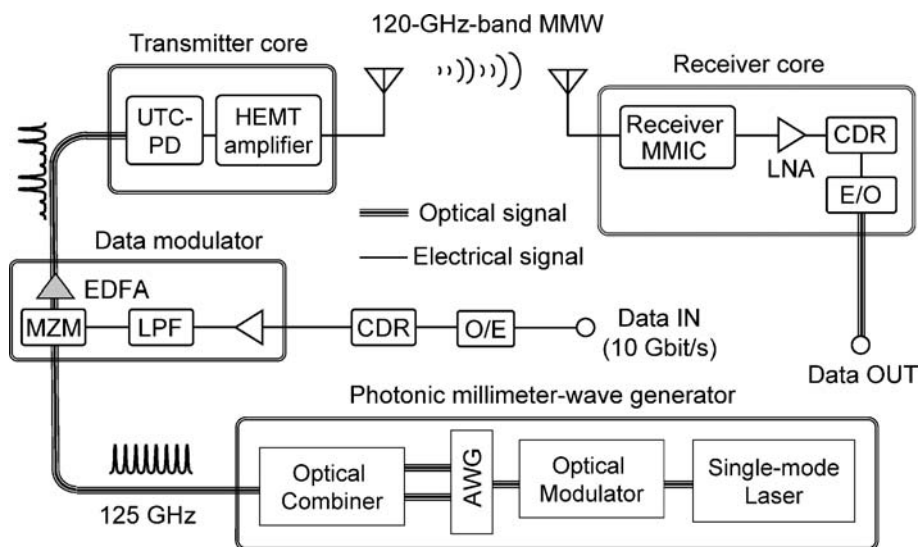 120-GHz-band MMW
Transmitter core
Receiver core
UTC-
PD
HEMT
amplifier
Receiver
MMIC
LNA
CDR
E/O
Optical signal
Electrical signal
Data modulator
EDFA
MZM
LPF
CDR
O/E
Data IN
(10 Gbit/s)
Data OUT
Photonic millimeter-wave generator
125 GHz
Optical
Combiner
AWG
Optical
Modulator
Single-mode
Laser